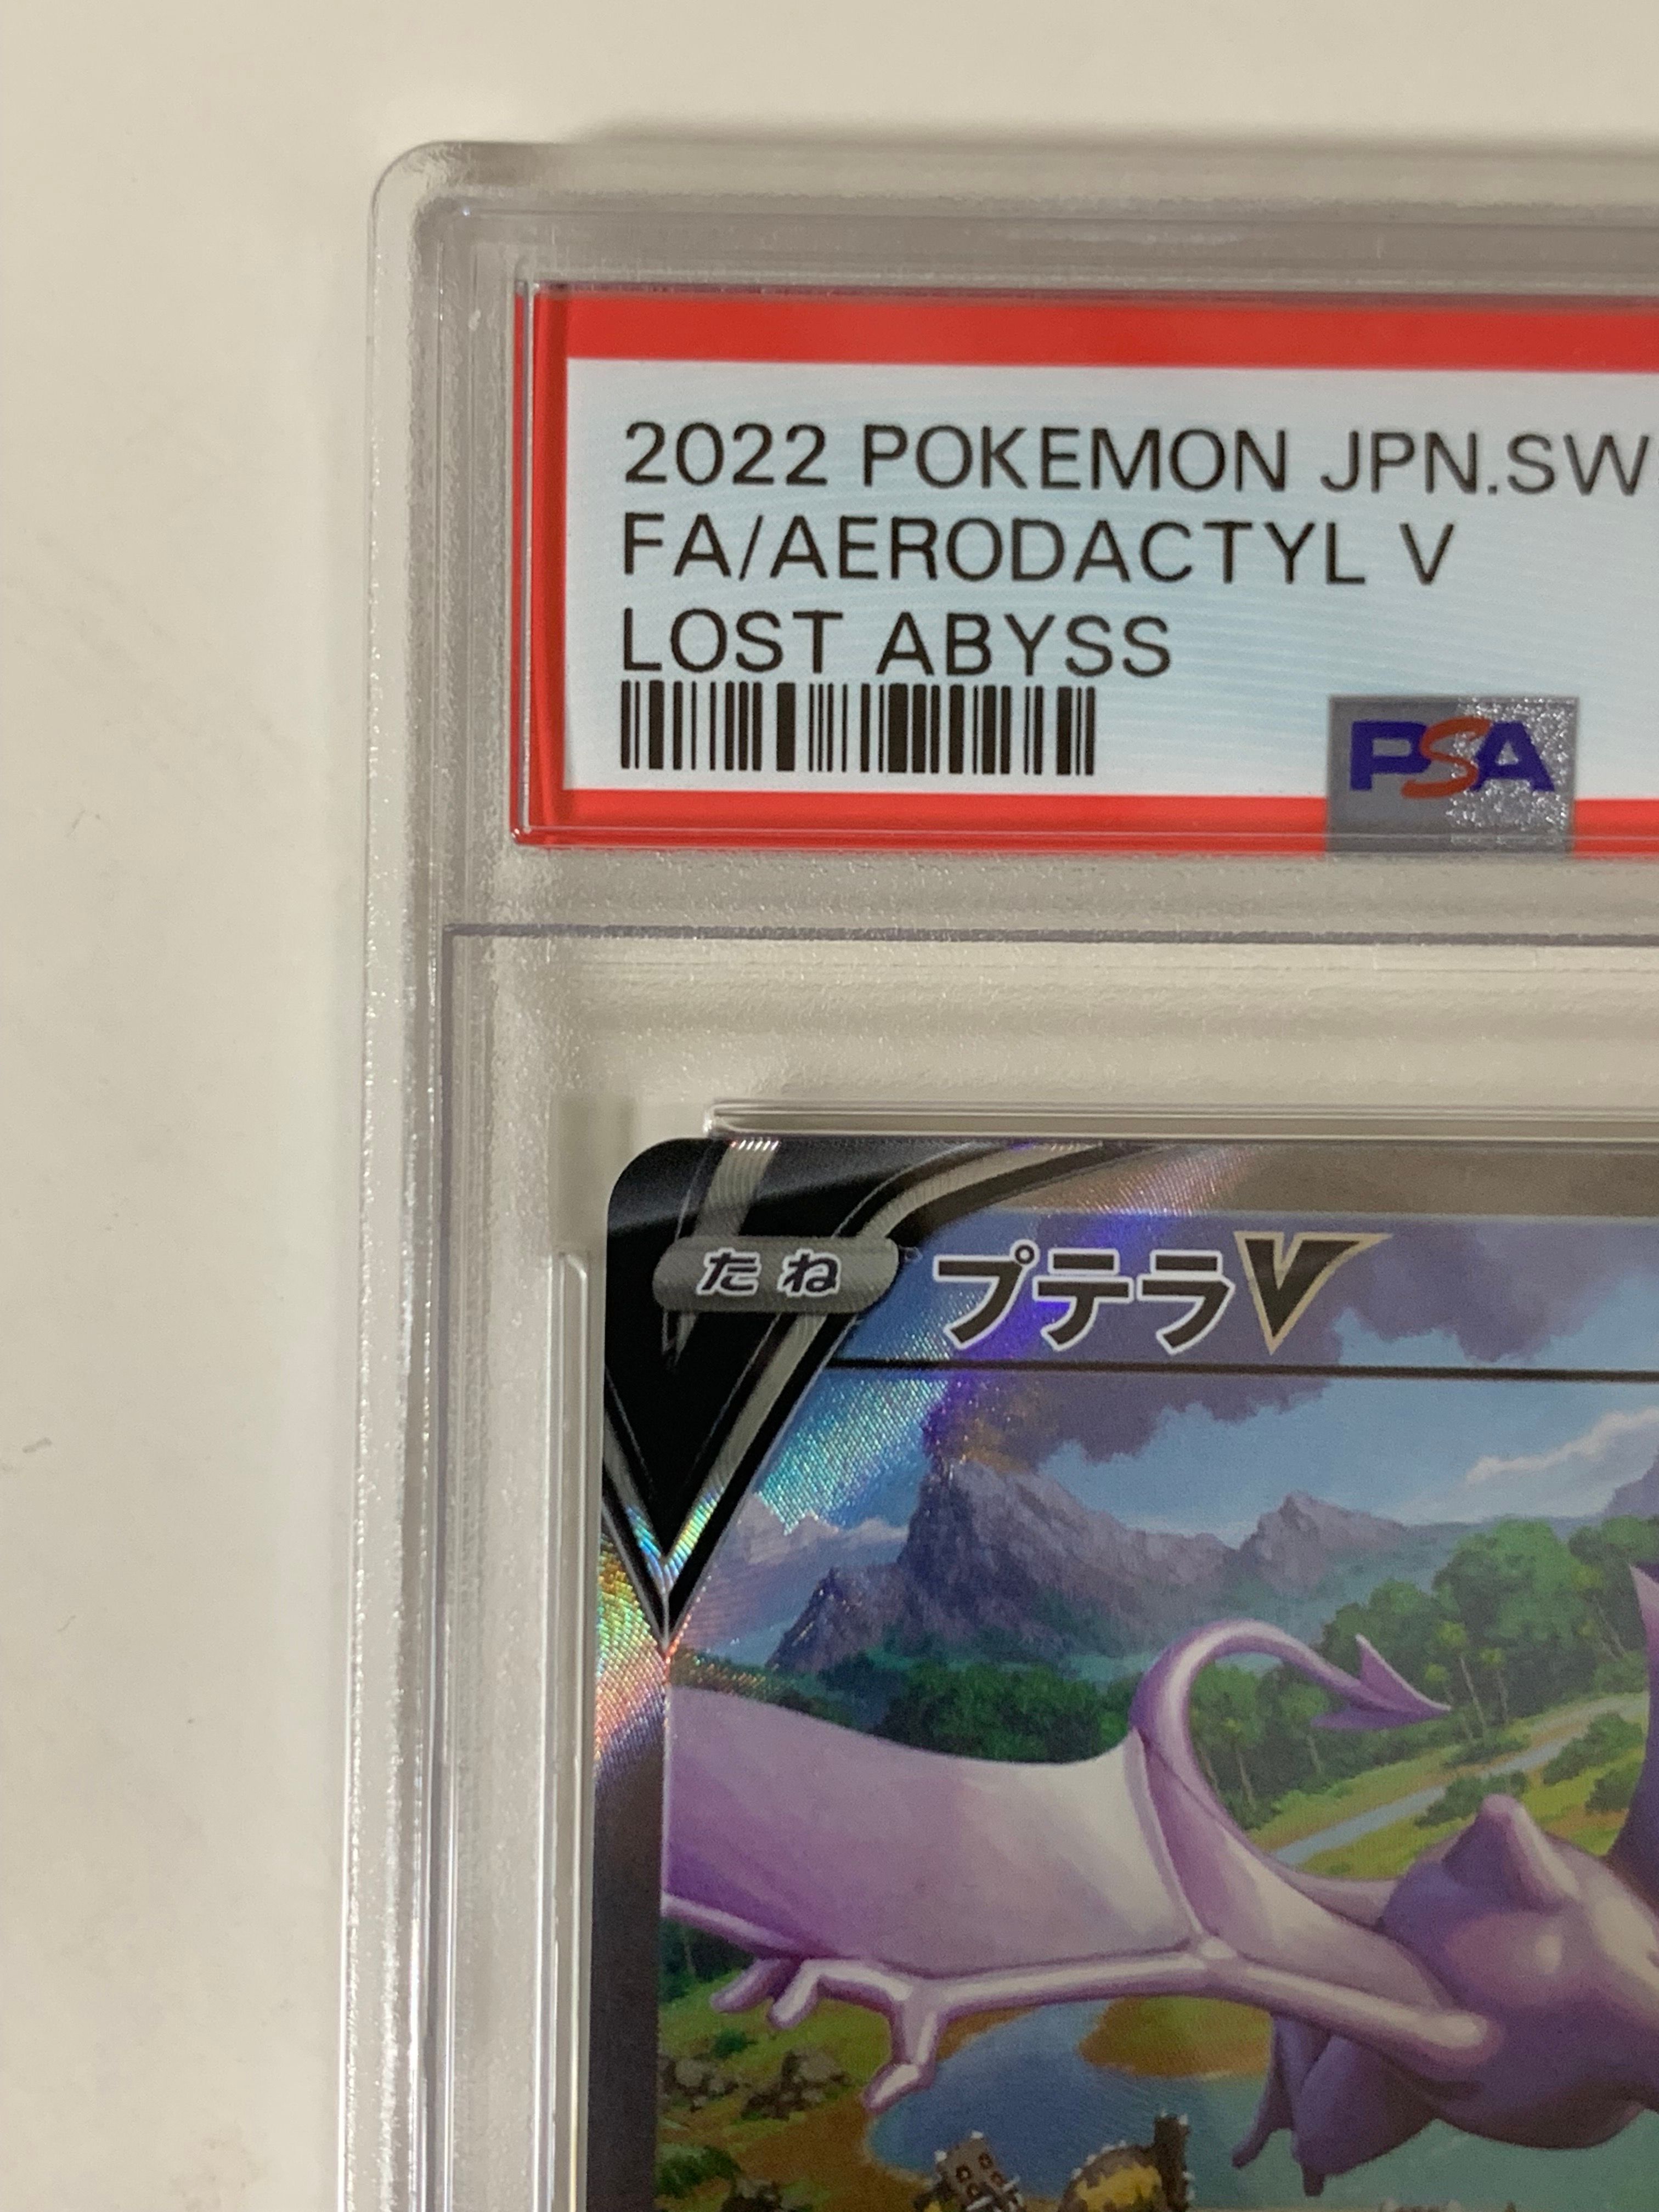 2022 POKEMON JPN.SW
FA/AERODACTYL V
LOST ABYSS
PSA
たね プテラV